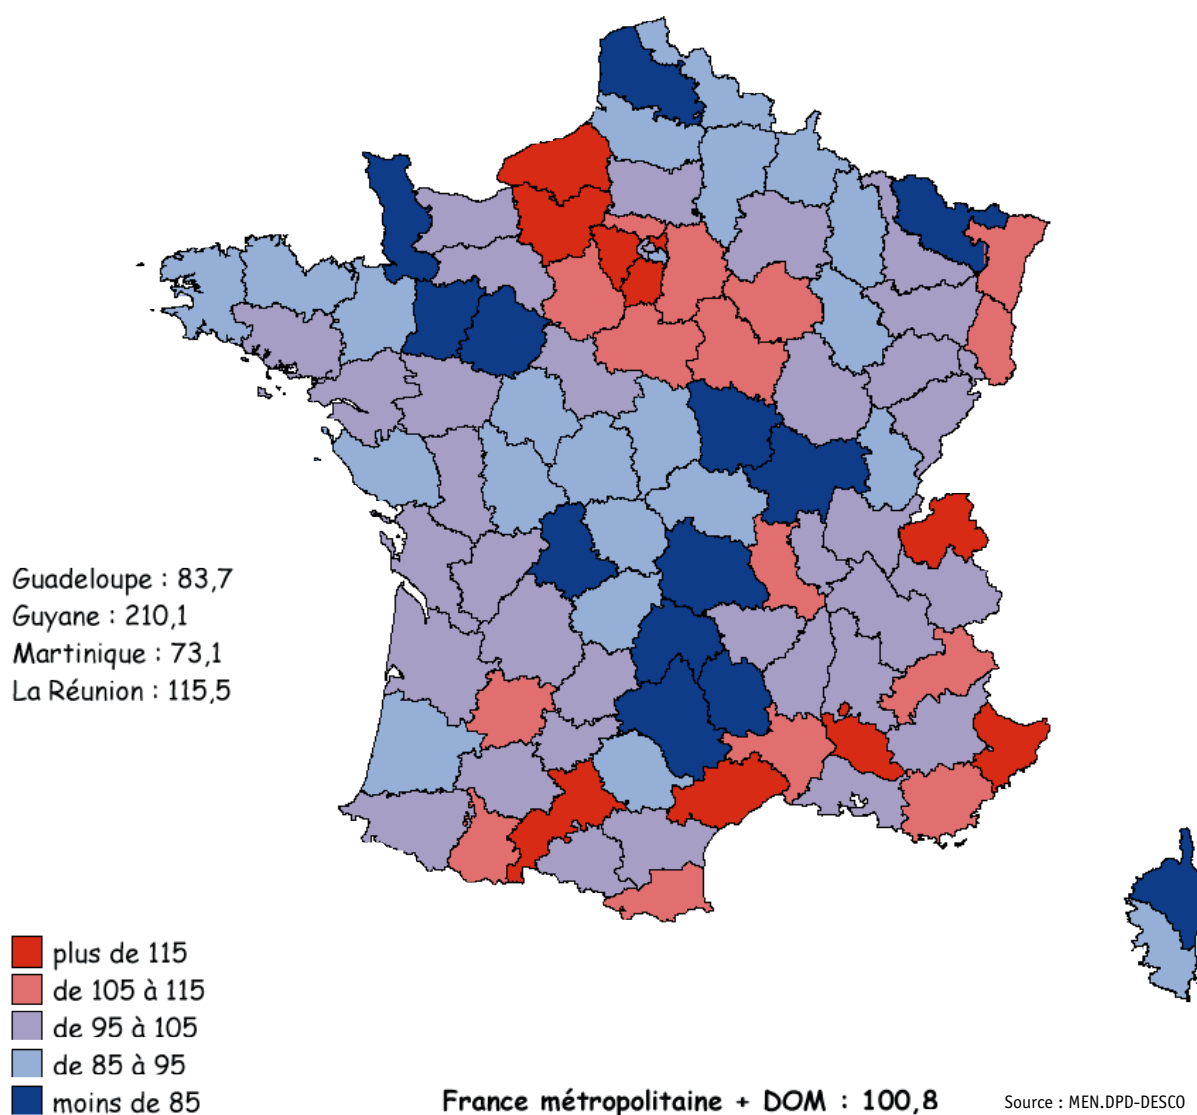 Guadeloupe : 83,7
Guyane : 210,1
Martinique : 73,1
La Réunion : 115,5
plus de 115
de 105 à 115
de 95 à 105
de 85 à 95
moins de 85
France métropolitaine + DOM : 100,8
Source : MEN.DPD-DESCO